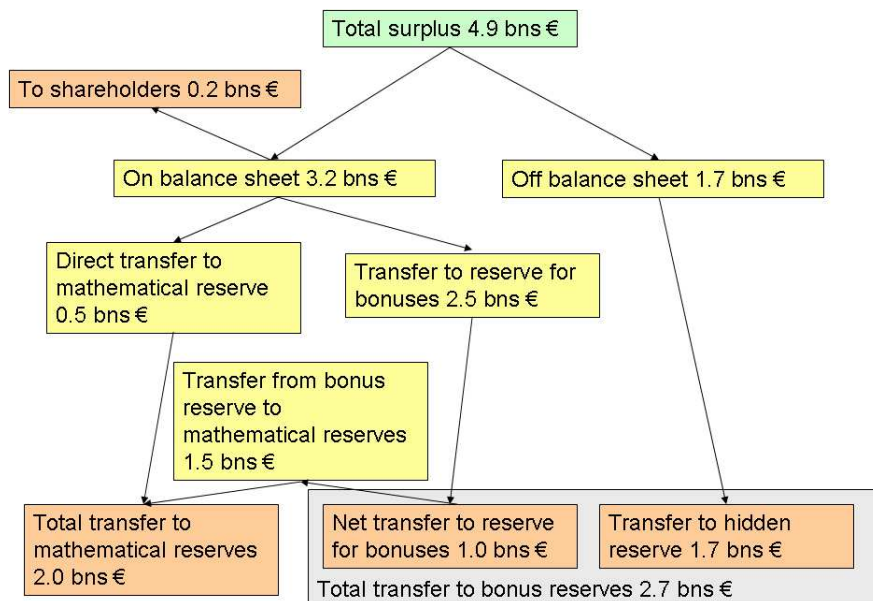 Total surplus 4.9 bns €
To shareholders 0.2 bns €
On balance sheet 3.2 bns €
Off balance sheet 1.7 bns €
Direct transfer to
mathematical reserve
0.5 bns €
Transfer to reserve for
bonuses 2.5 bns €
Transfer from bonus
reserve to
mathematical reserves
1.5 bns €
Total transfer to
mathematical reserves
2.0 bns €
Net transfer to reserve
for bonuses 1.0 bns €
Transfer to hidden
reserve 1.7 bns €
Total transfer to bonus reserves 2.7 bns €